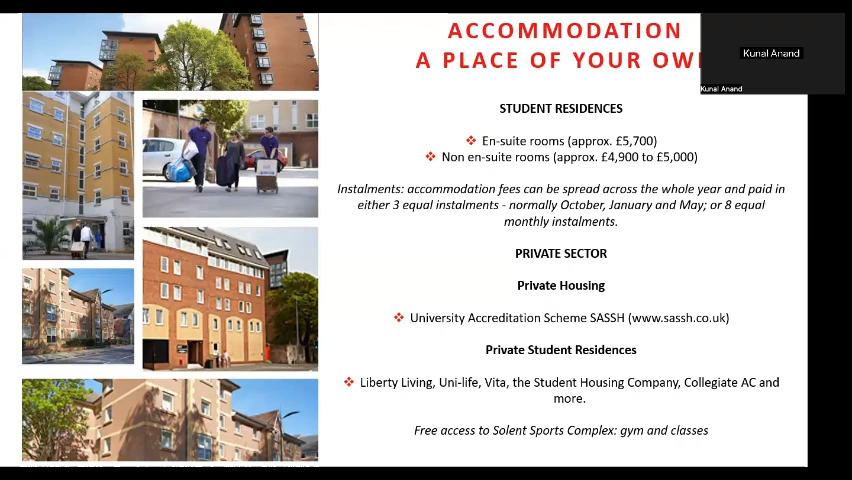 ACCOMMODATION
A PLACE OF YOUR OW
Kunal Anand
Kunal Anand
STUDENT RESIDENCES
❖ En-suite rooms (approx. £5,700)
❖ Non en-suite rooms (approx. £4,900 to £5,000)
Instalments: accommodation fees can be spread across the whole year and paid in
either 3 equal instalments - normally October, January and May; or 8 equal
monthly instalments.
PRIVATE SECTOR
Private Housing
❖ University Accreditation Scheme SASSH (www.sassh.co.uk)
Private Student Residences
❖ Liberty Living, Uni-life, Vita, the Student Housing Company, Collegiate AC and
more.
Free access to Solent Sports Complex: gym and classes